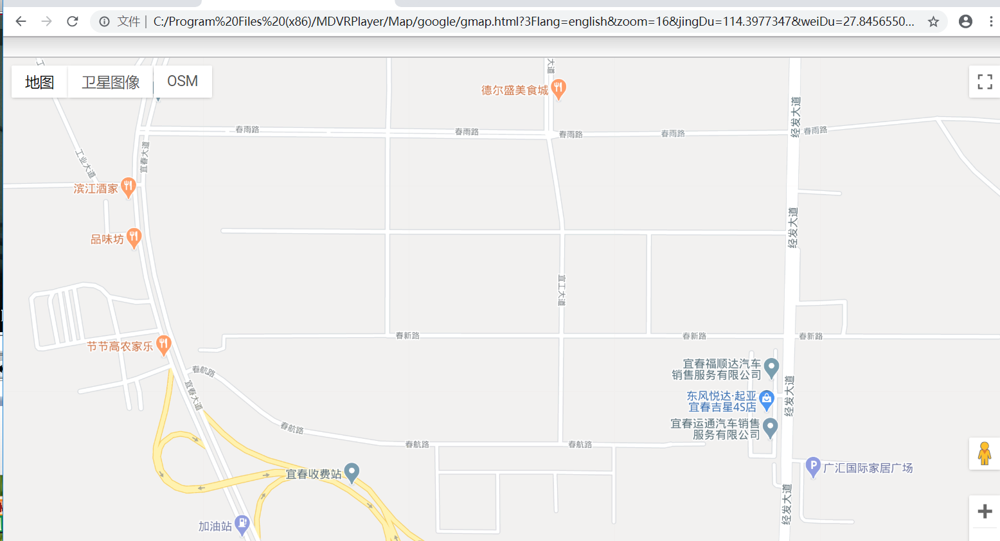 文件 | C:/Program%20Files%20(x86)/MDVRPlayer/Map/google/gmap.html?3Flang=english&zoom=16&jingDu=114.3977347&weiDu=27.8456550...
地图
卫星图像
OSM
工
大道
德尔盛美食城
经发大道
春雨路
春雨路
春雨路
春雨路
春雨路
宜春大道
工业大道
滨江酒家
经发大道
品味坊
宜工大道
春新路
春新路
春新路
节节高农家乐
春航路
宜春大道
宜春福顺达汽车
销售服务有限公司
东风悦达·起亚
宜春吉星4S店
经发大道
宜春运通汽车销售
服务有限公司
春航路
春航路
春航路
宜春收费站
P
广汇国际家居广场
经发大道
加油站